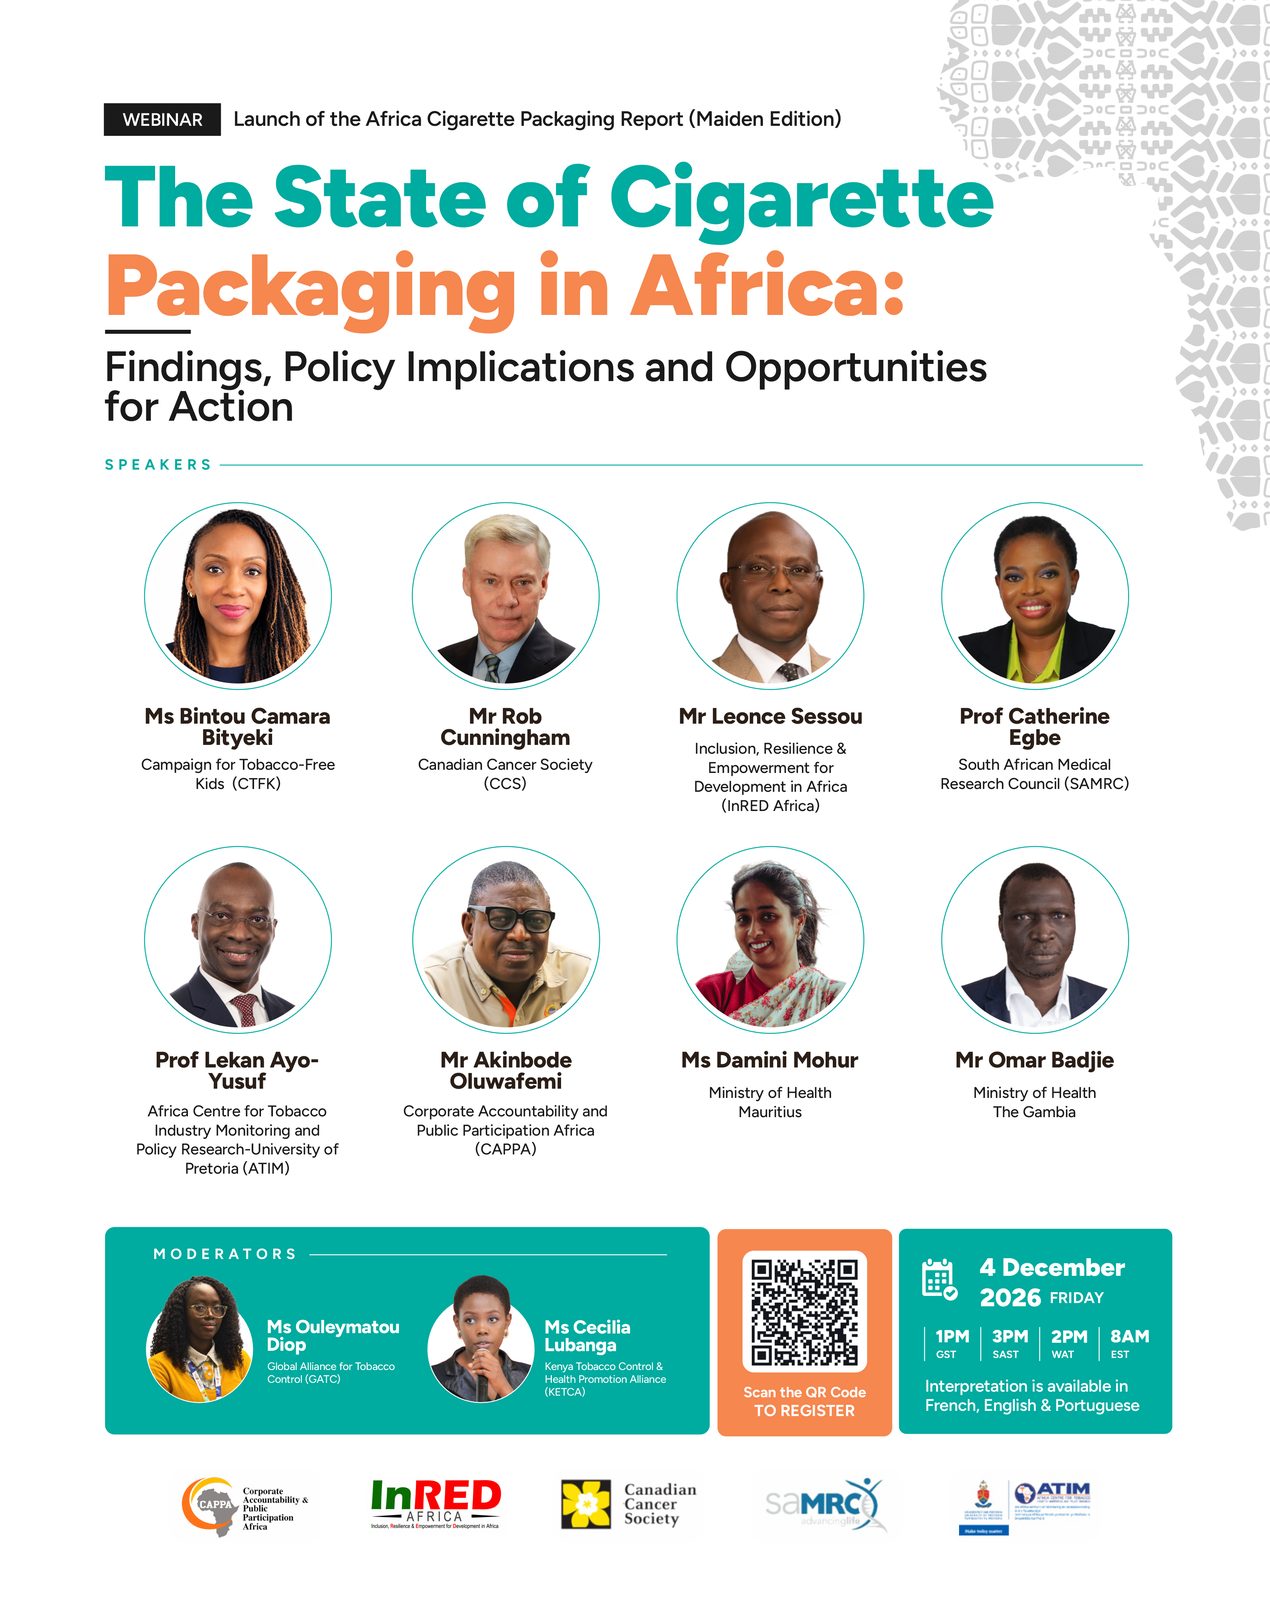 WEBINAR Launch of the Africa Cigarette Packaging Report (Maiden Edition)
The State of Cigarette
Packaging in Africa:
Findings, Policy Implications and Opportunities
for Action
SPEAKERS
Ms Bintou Camara
Bityeki
Campaign for Tobacco-Free
Kids (CTFK)
Mr Rob
Cunningham
Canadian Cancer Society
(CCS)
Mr Leonce Sessou
Inclusion, Resilience &
Empowerment for
Development in Africa
(InRED Africa)
Prof Catherine
Egbe
South African Medical
Research Council (SAMRC)
Prof Lekan Ayo-
Yusuf
Africa Centre for Tobacco
Industry Monitoring and
Policy Research-University of
Pretoria (ATIM)
Mr Akinbode
Oluwafemi
Corporate Accountability and
Public Participation Africa
(CAPPA)
Ms Damini Mohur
Ministry of Health
Mauritius
Mr Omar Badjie
Ministry of Health
The Gambia
MODERATORS
Ms Ouleymatou
Diop
Global Alliance for Tobacco
Control (GATC)
Ms Cecilia
Lubanga
Kenya Tobacco Control &
Health Promotion Alliance
(KETCA)
Scan the QR Code
TO REGISTER
4 December
2026 FRIDAY
1PM 3PM 2PM 8AM
GST SAST WAT EST
Interpretation is available in
French, English & Portuguese
CAPPA
Corporate
Accountability &
Public
Participation
Africa
InRED
AFRICA
Inclusion, Resilience & Empowerment for Development in Africa
Canadian
Cancer
Society
saMRC
advancinglife
Make today matter
ATIM